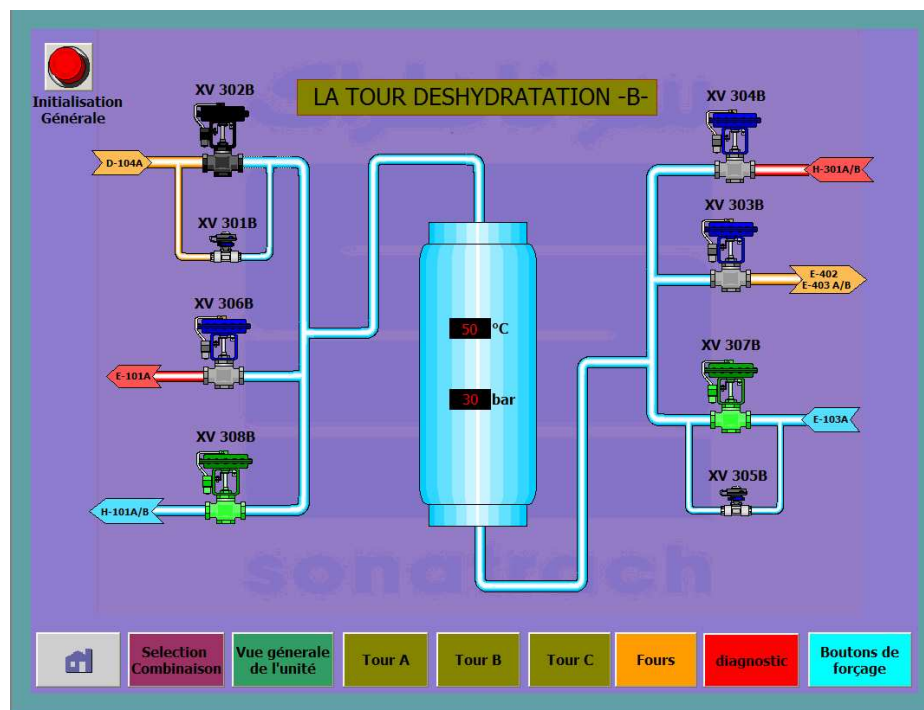 LA TOUR DESHYDRATATION -B-
Initialisation
Générale
XV 302B
D-104A
XV 301B
XV 306B
E-101A
XV 308B
H-101A/B
50 °C
30 bar
XV 304B
H-301A/B
XV 303B
E-402
E-403 A/B
XV 307B
E-103A
XV 305B
سوناطراك
sonatrach
Selection
Combinaison
Vue génerale
de l'unité
Tour A
Tour B
Tour C
Fours
diagnostic
Boutons de
forçage